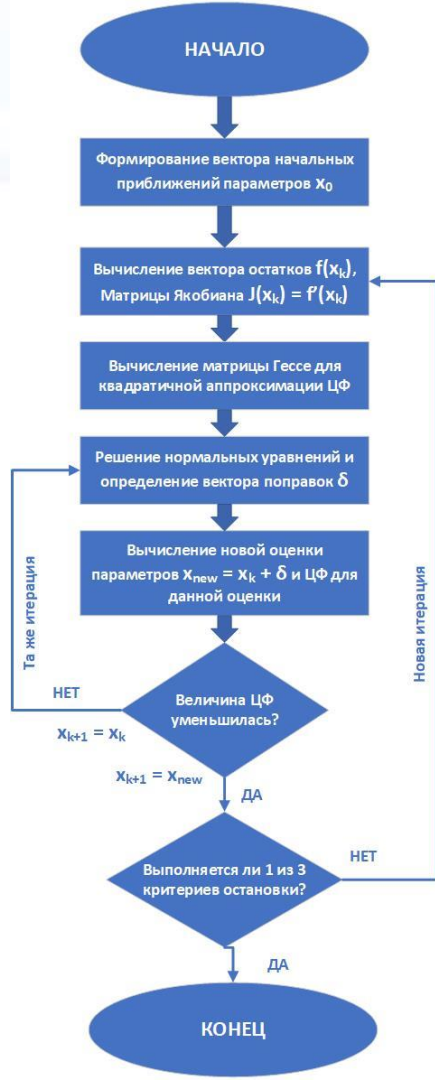 НАЧАЛО
Формирование вектора начальных
приближений параметров x₀
Вычисление вектора остатков f(xₖ),
Матрицы Якобиана J(xₖ) = f'(xₖ)
Вычисление матрицы Гессе для
квадратичной аппроксимации ЦФ
Решение нормальных уравнений и
определение вектора поправок δ
Вычисление новой оценки
параметров xnew = xₖ + δ и ЦФ для
данной оценки
Та же итерация
Новая итерация
Величина ЦФ
уменьшилась?
НЕТ
xk+1 = xk
xk+1 = xnew
ДА
Выполняется ли 1 из 3
критериев остановки?
НЕТ
ДА
КОНЕЦ